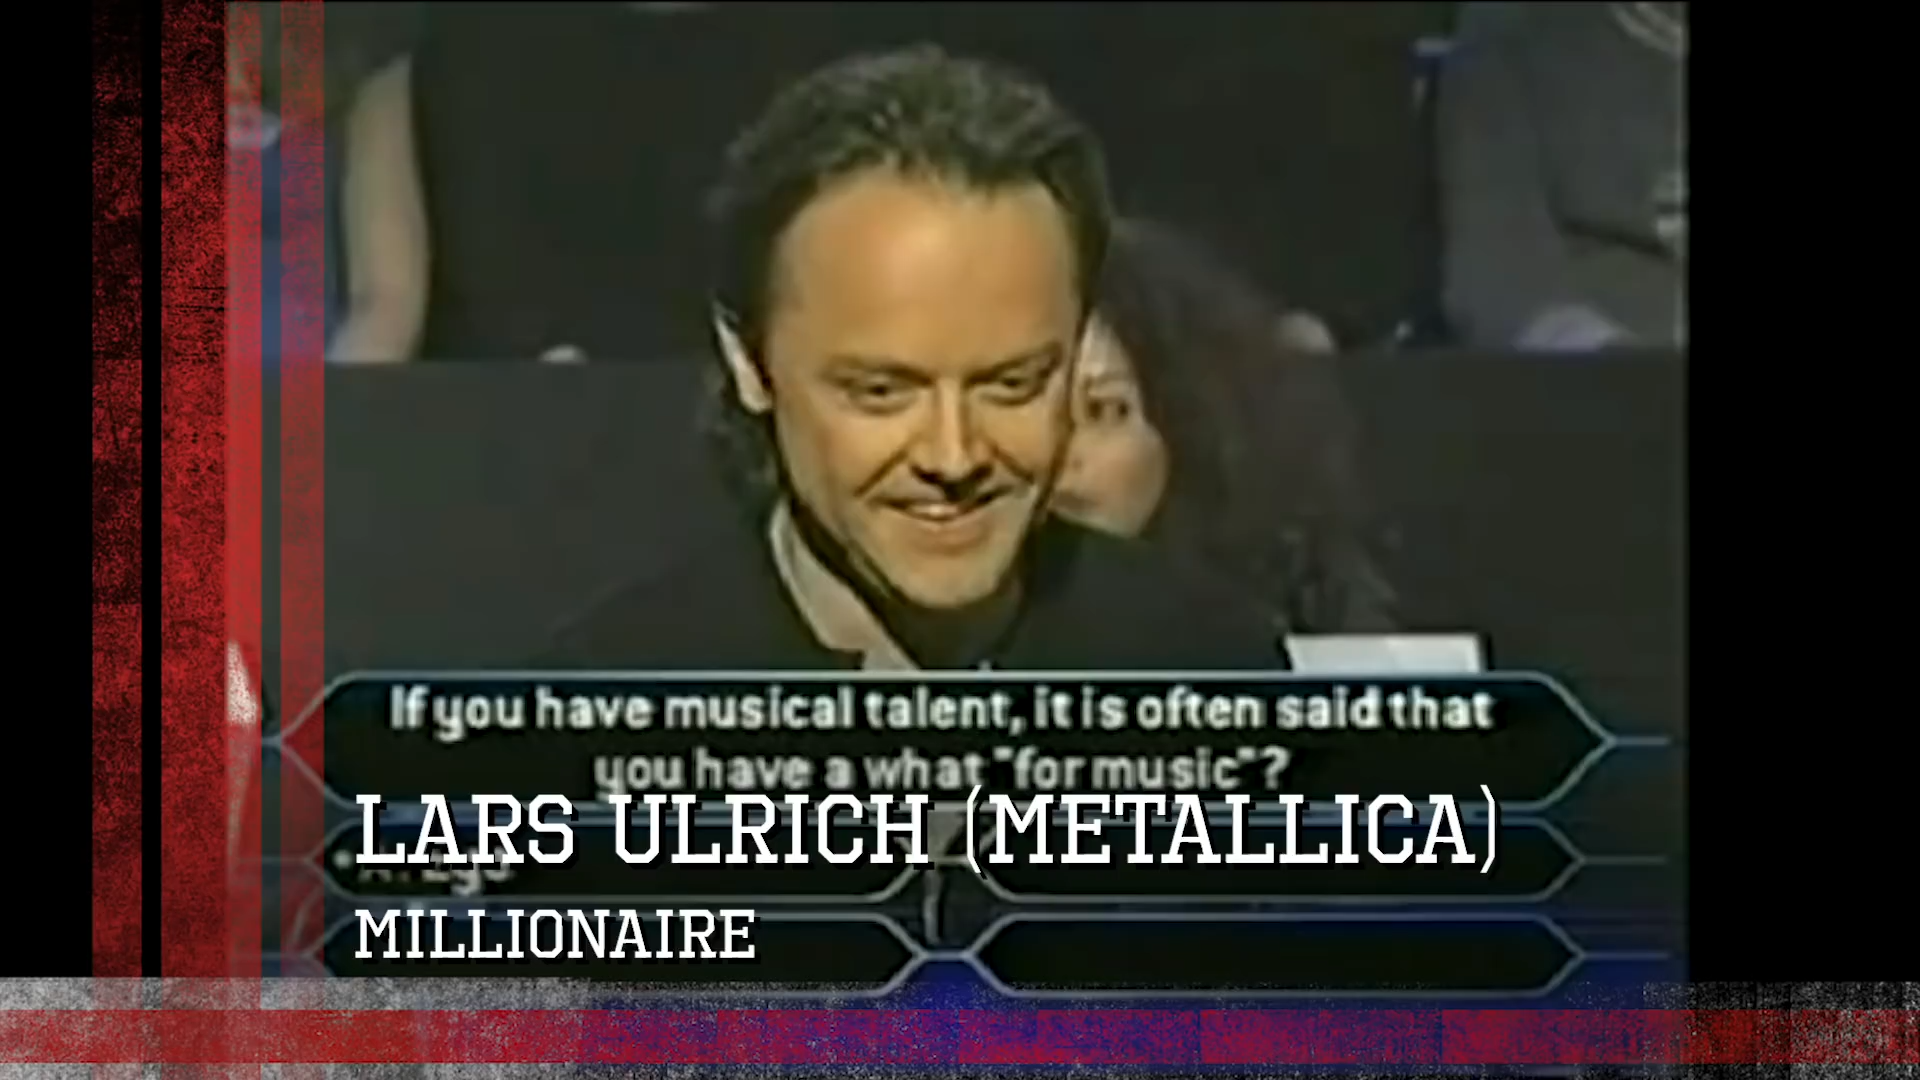 If you have musical talent, it is often said that
you have a what "for music"?
LARS ULRICH (METALLICA)
MILLIONAIRE